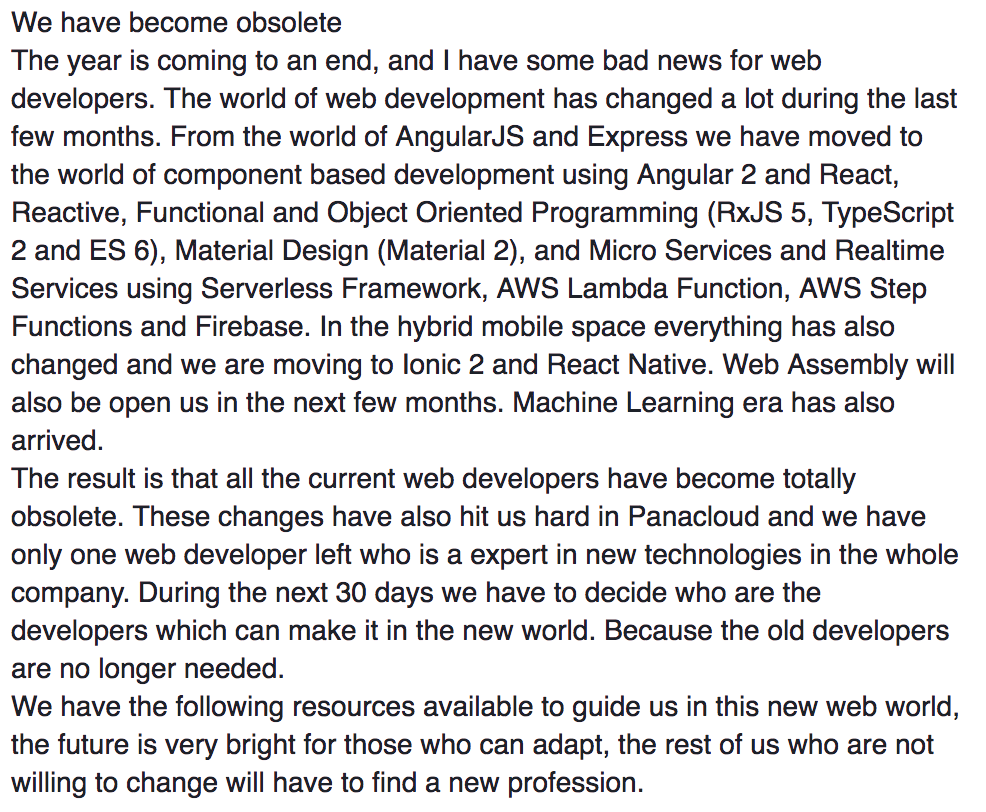 We have become obsolete
The year is coming to an end, and I have some bad news for web
developers. The world of web development has changed a lot during the last
few months. From the world of AngularJS and Express we have moved to
the world of component based development using Angular 2 and React,
Reactive, Functional and Object Oriented Programming (RxJS 5, TypeScript
2 and ES 6), Material Design (Material 2), and Micro Services and Realtime
Services using Serverless Framework, AWS Lambda Function, AWS Step
Functions and Firebase. In the hybrid mobile space everything has also
changed and we are moving to Ionic 2 and React Native. Web Assembly will
also be open us in the next few months. Machine Learning era has also
arrived.
The result is that all the current web developers have become totally
obsolete. These changes have also hit us hard in Panacloud and we have
only one web developer left who is a expert in new technologies in the whole
company. During the next 30 days we have to decide who are the
developers which can make it in the new world. Because the old developers
are no longer needed.
We have the following resources available to guide us in this new web world,
the future is very bright for those who can adapt, the rest of us who are not
willing to change will have to find a new profession.